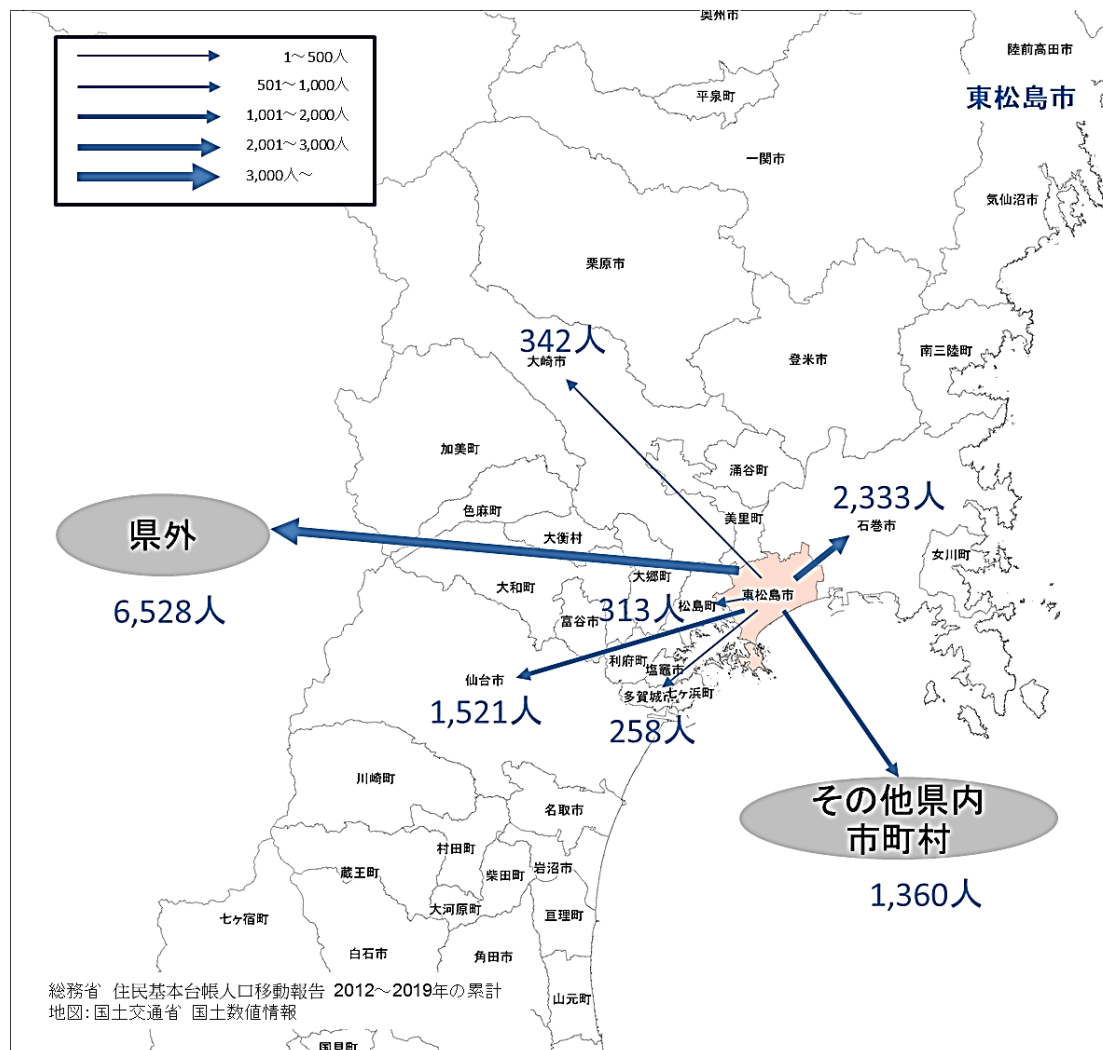 奥州市
陸前高田市
1～500人
501～1,000人
1,001～2,000人
2,001～3,000人
3,000人～
平泉町
東松島市
一関市
気仙沼市
栗原市
342人
大崎市
登米市
南三陸町
加美町
涌谷町
2,333人
色麻町
美里町
石巻市
県外
大衡村
女川町
大和町
大郷町
東松島市
6,528人
富谷市
313人
松島町
利府町
塩竈市
仙台市
多賀城市
七ヶ浜町
1,521人
258人
川崎町
その他県内
市町村
名取市
村田町
蔵王町
柴田町
岩沼市
1,360人
七ヶ宿町
大河原町
亘理町
白石市
角田市
総務省 住民基本台帳人口移動報告 2012～2019年の累計
山元町
地図：国土交通省 国土数値情報
国見町